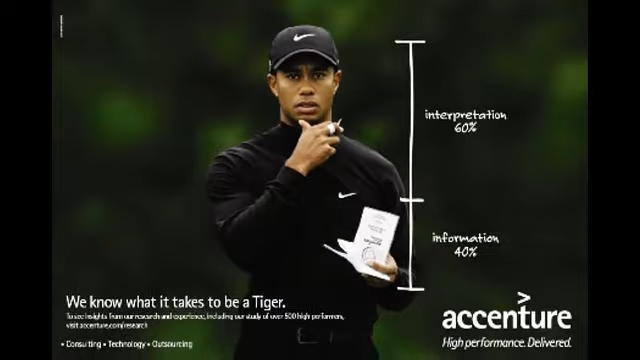 interpretation
60%
information
40%
We know what it takes to be a Tiger.
To see insights from our research and experience, including our study of over 500 high performers,
visit accenture.com/research
• Consulting • Technology • Outsourcing
>
accenture
High performance. Delivered.